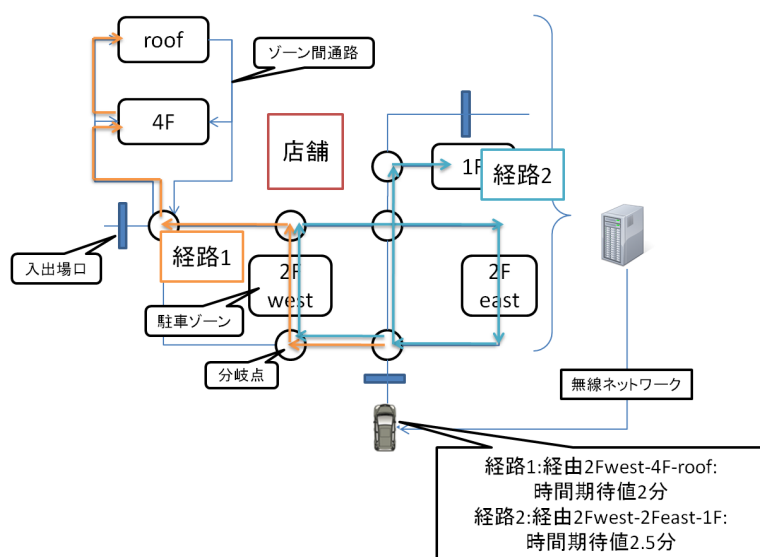 roof
ゾーン間通路
4F
店舗
1F
経路2
経路1
入出場口
2F
west
2F
east
駐車ゾーン
分岐点
無線ネットワーク
経路1:経由2Fwest-4F-roof:
時間期待値2分
経路2:経由2Fwest-2Feast-1F:
時間期待値2.5分